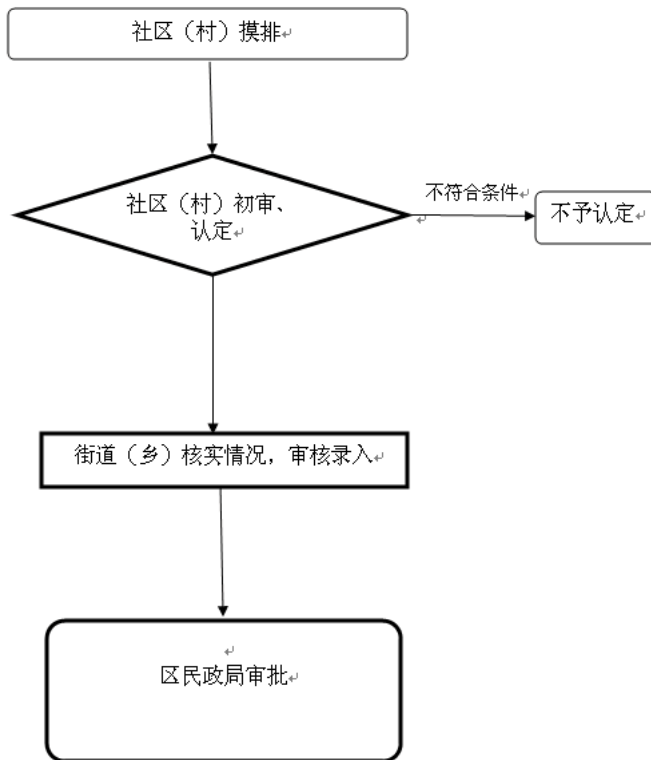 社区（村）摸排
社区（村）初审、
认定
不符合条件
不予认定
街道（乡）核实情况，审核录入
区民政局审批